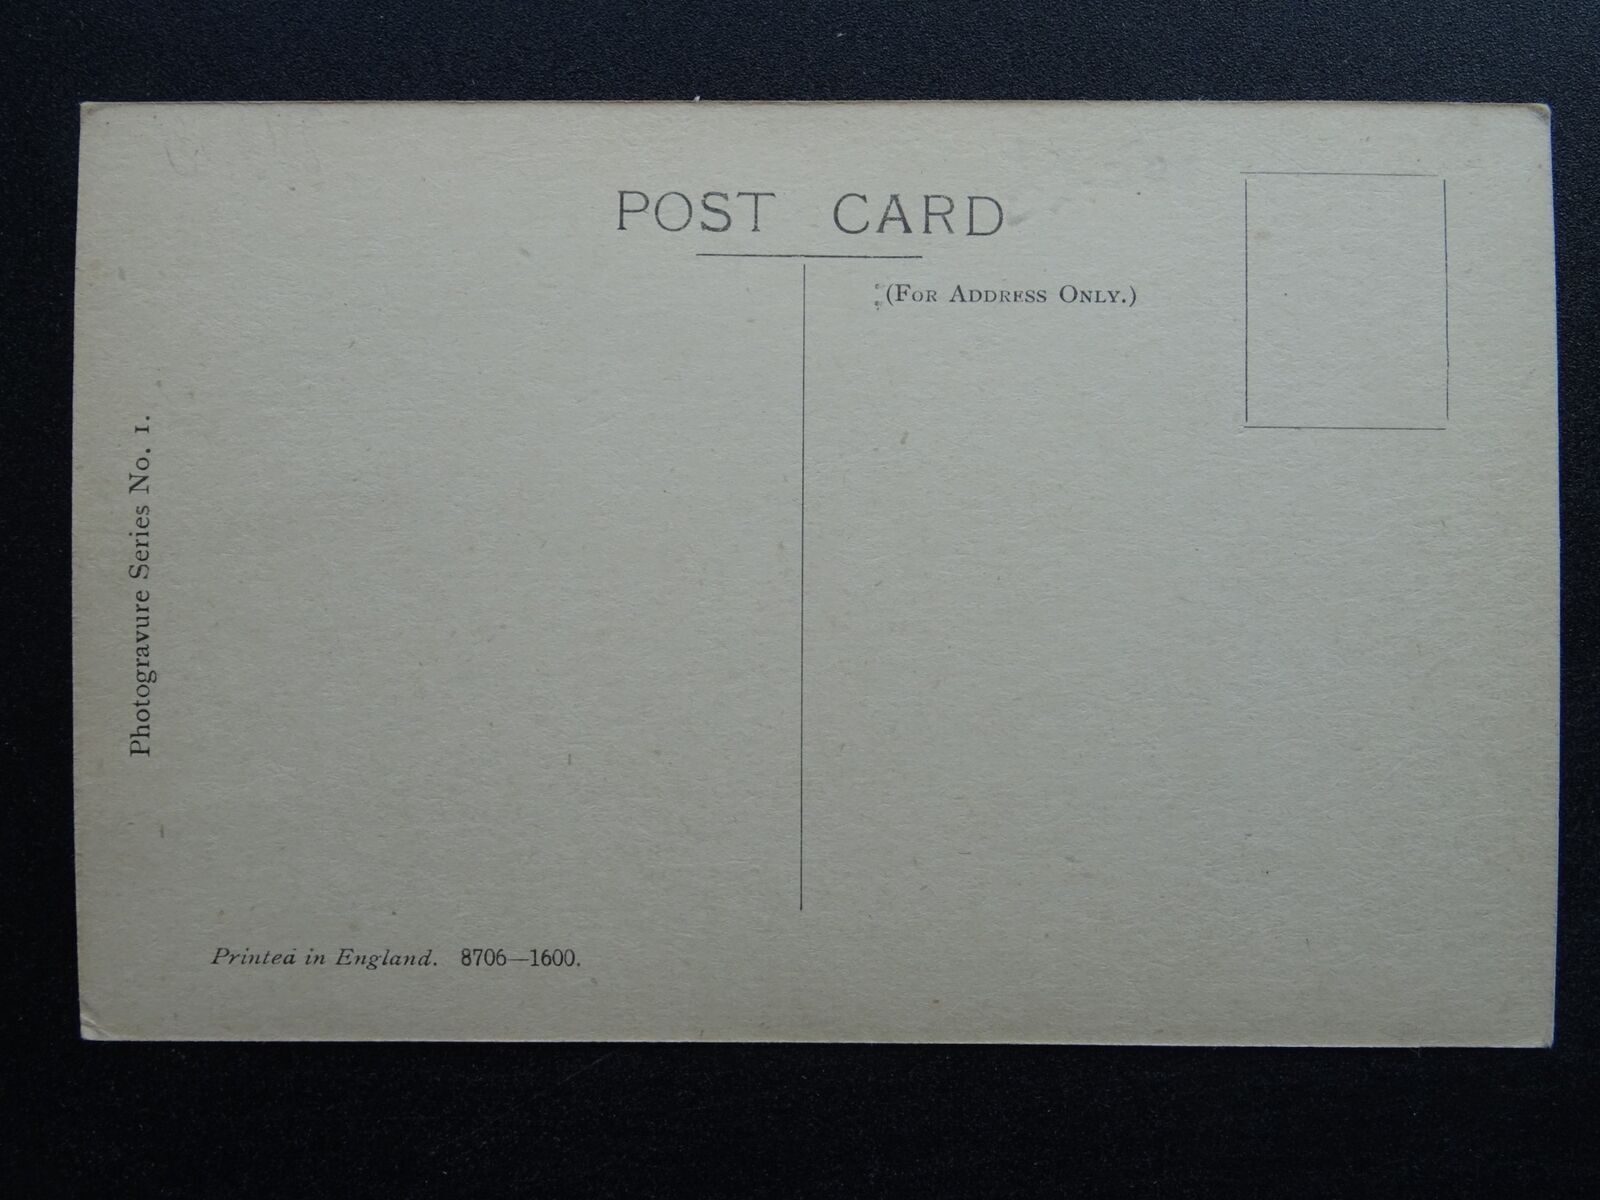 POST CARD
(FOR ADDRESS ONLY.)
Photogravure Series No. 1.
Printed in England. 8706—1600.